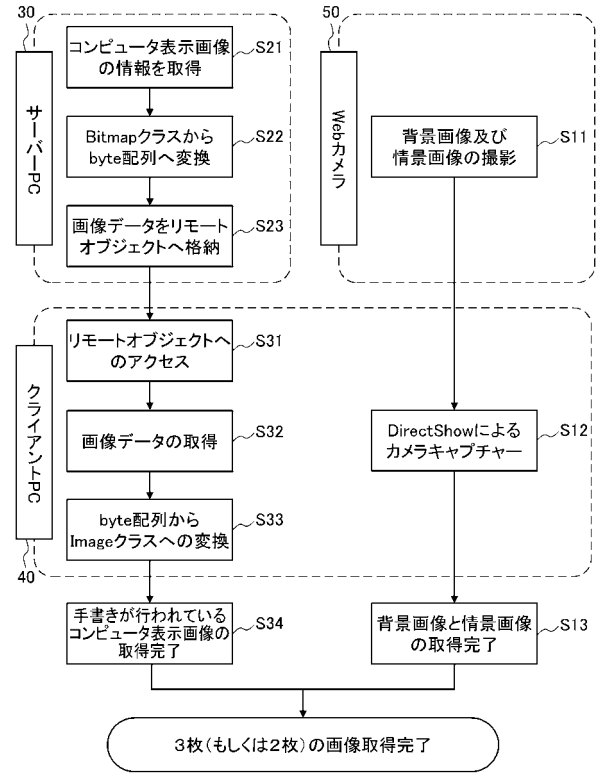 30
サーバーPC
コンピュータ表示画像
の情報を取得
S21
Bitmapクラスから
byte配列へ変換
S22
画像データをリモート
オブジェクトへ格納
S23
50
Webカメラ
背景画像及び
情景画像の撮影
S11
クライアントPC
40
リモートオブジェクトへ
のアクセス
S31
画像データの取得
S32
byte配列から
Imageクラスへの変換
S33
DirectShowによる
カメラキャプチャー
S12
手書きが行われている
コンピュータ表示画像の
取得完了
S34
背景画像と情景画像
の取得完了
S13
3枚(もしくは2枚)の画像取得完了